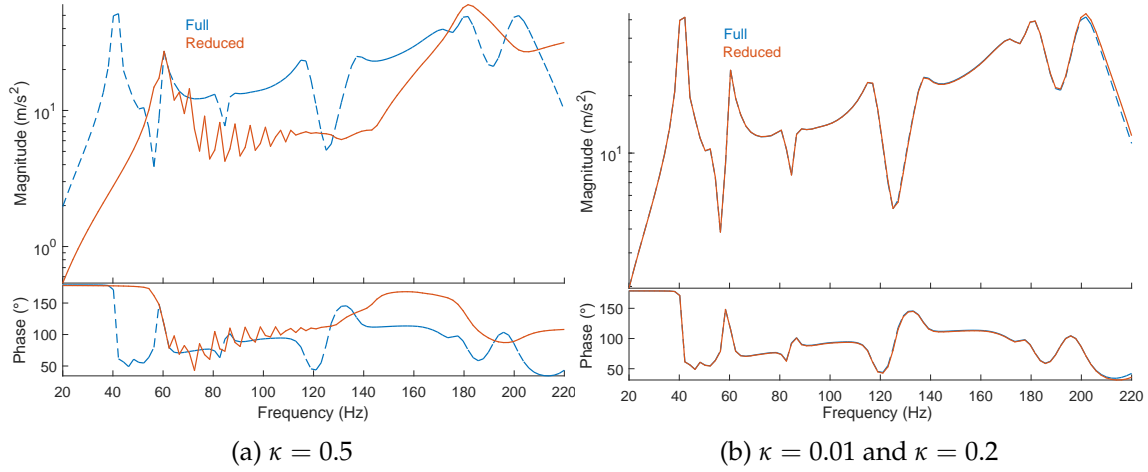 Full
Reduced
Magnitude (m/s²)
10¹
10⁰
Phase (°)
150
100
50
20 40 60 80 100 120 140 160 180 200 220
Frequency (Hz)
(a) κ = 0.5
Full
Reduced
Magnitude (m/s²)
10¹
Phase (°)
150
100
50
20 40 60 80 100 120 140 160 180 200 220
Frequency (Hz)
(b) κ = 0.01 and κ = 0.2